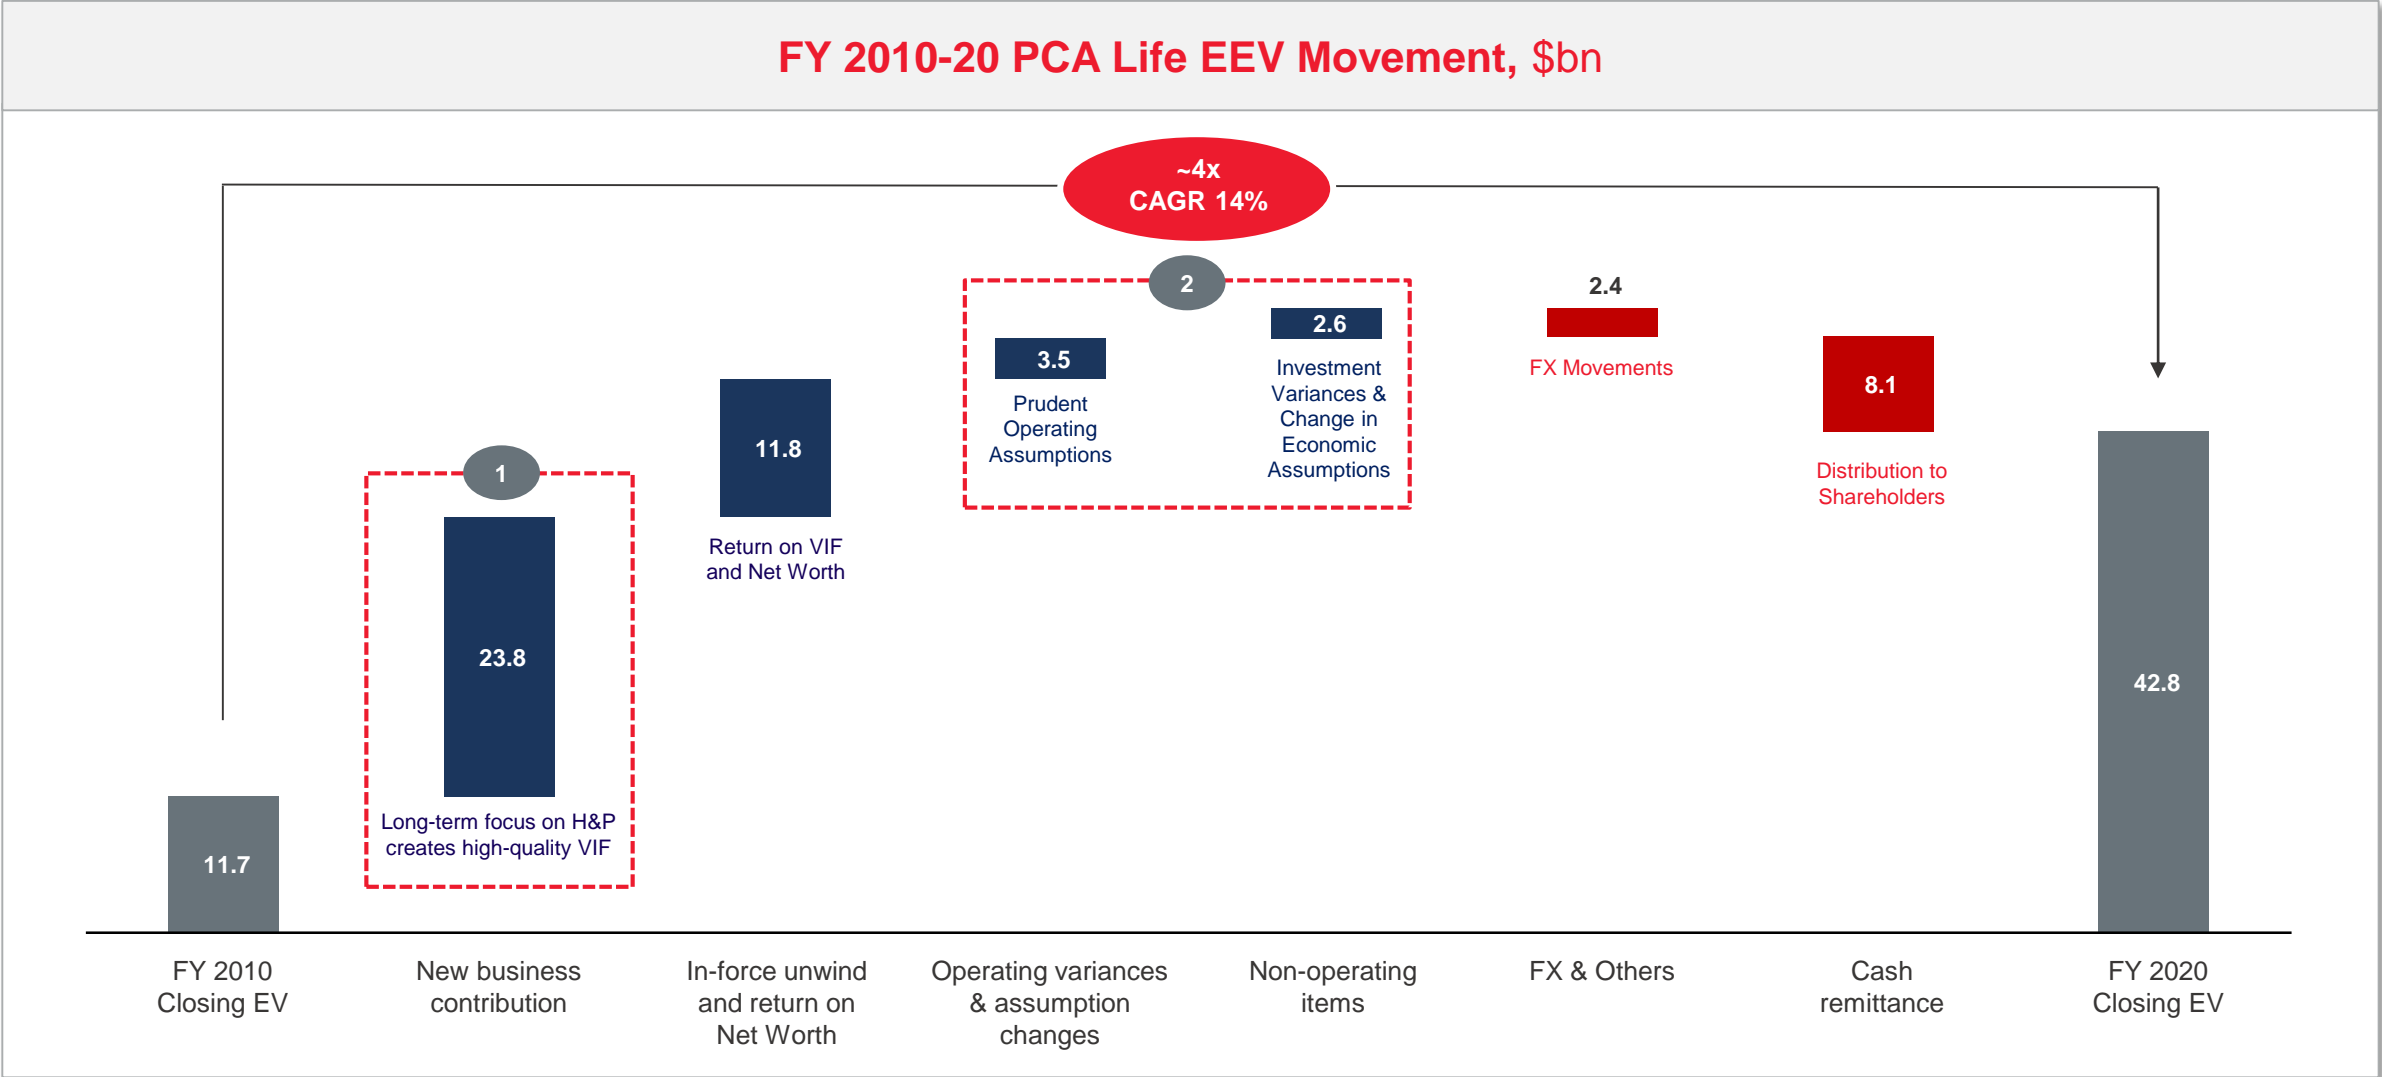 FY 2010-20 PCA Life EEV Movement, $bn
~4x
CAGR 14%
1
23.8
Long-term focus on H&P
creates high-quality VIF
11.7
11.8
Return on VIF
and Net Worth
2
3.5
Prudent
Operating
Assumptions
2.6
Investment
Variances &
Change in
Economic
Assumptions
2.4
FX Movements
8.1
Distribution to
Shareholders
42.8
FY 2010
Closing EV
New business
contribution
In-force unwind
and return on
Net Worth
Operating variances
& assumption
changes
Non-operating
items
FX & Others
Cash
remittance
FY 2020
Closing EV